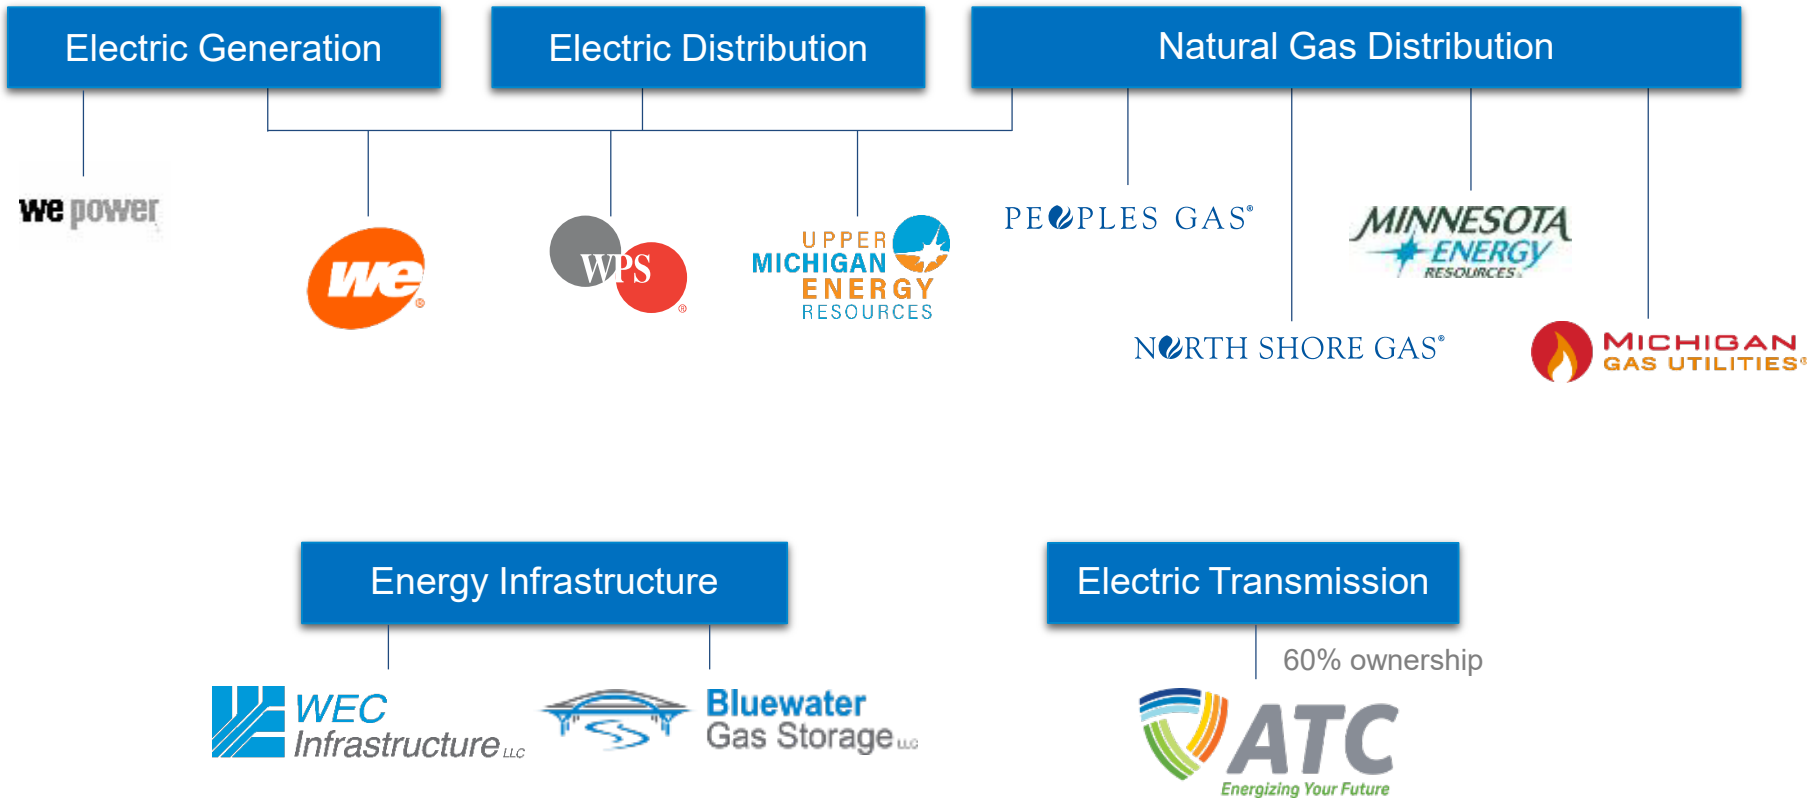 Electric Generation
Electric Distribution
Natural Gas Distribution
we power
we®
WPS®
UPPER
MICHIGAN
ENERGY
RESOURCES
PEOPLES GAS®
MINNESOTA
ENERGY
RESOURCES
NORTH SHORE GAS®
MICHIGAN
GAS UTILITIES®
Energy Infrastructure
Electric Transmission
60% ownership
WEC
Infrastructure LLC
Bluewater
Gas Storage LLC
ATC
Energizing Your Future